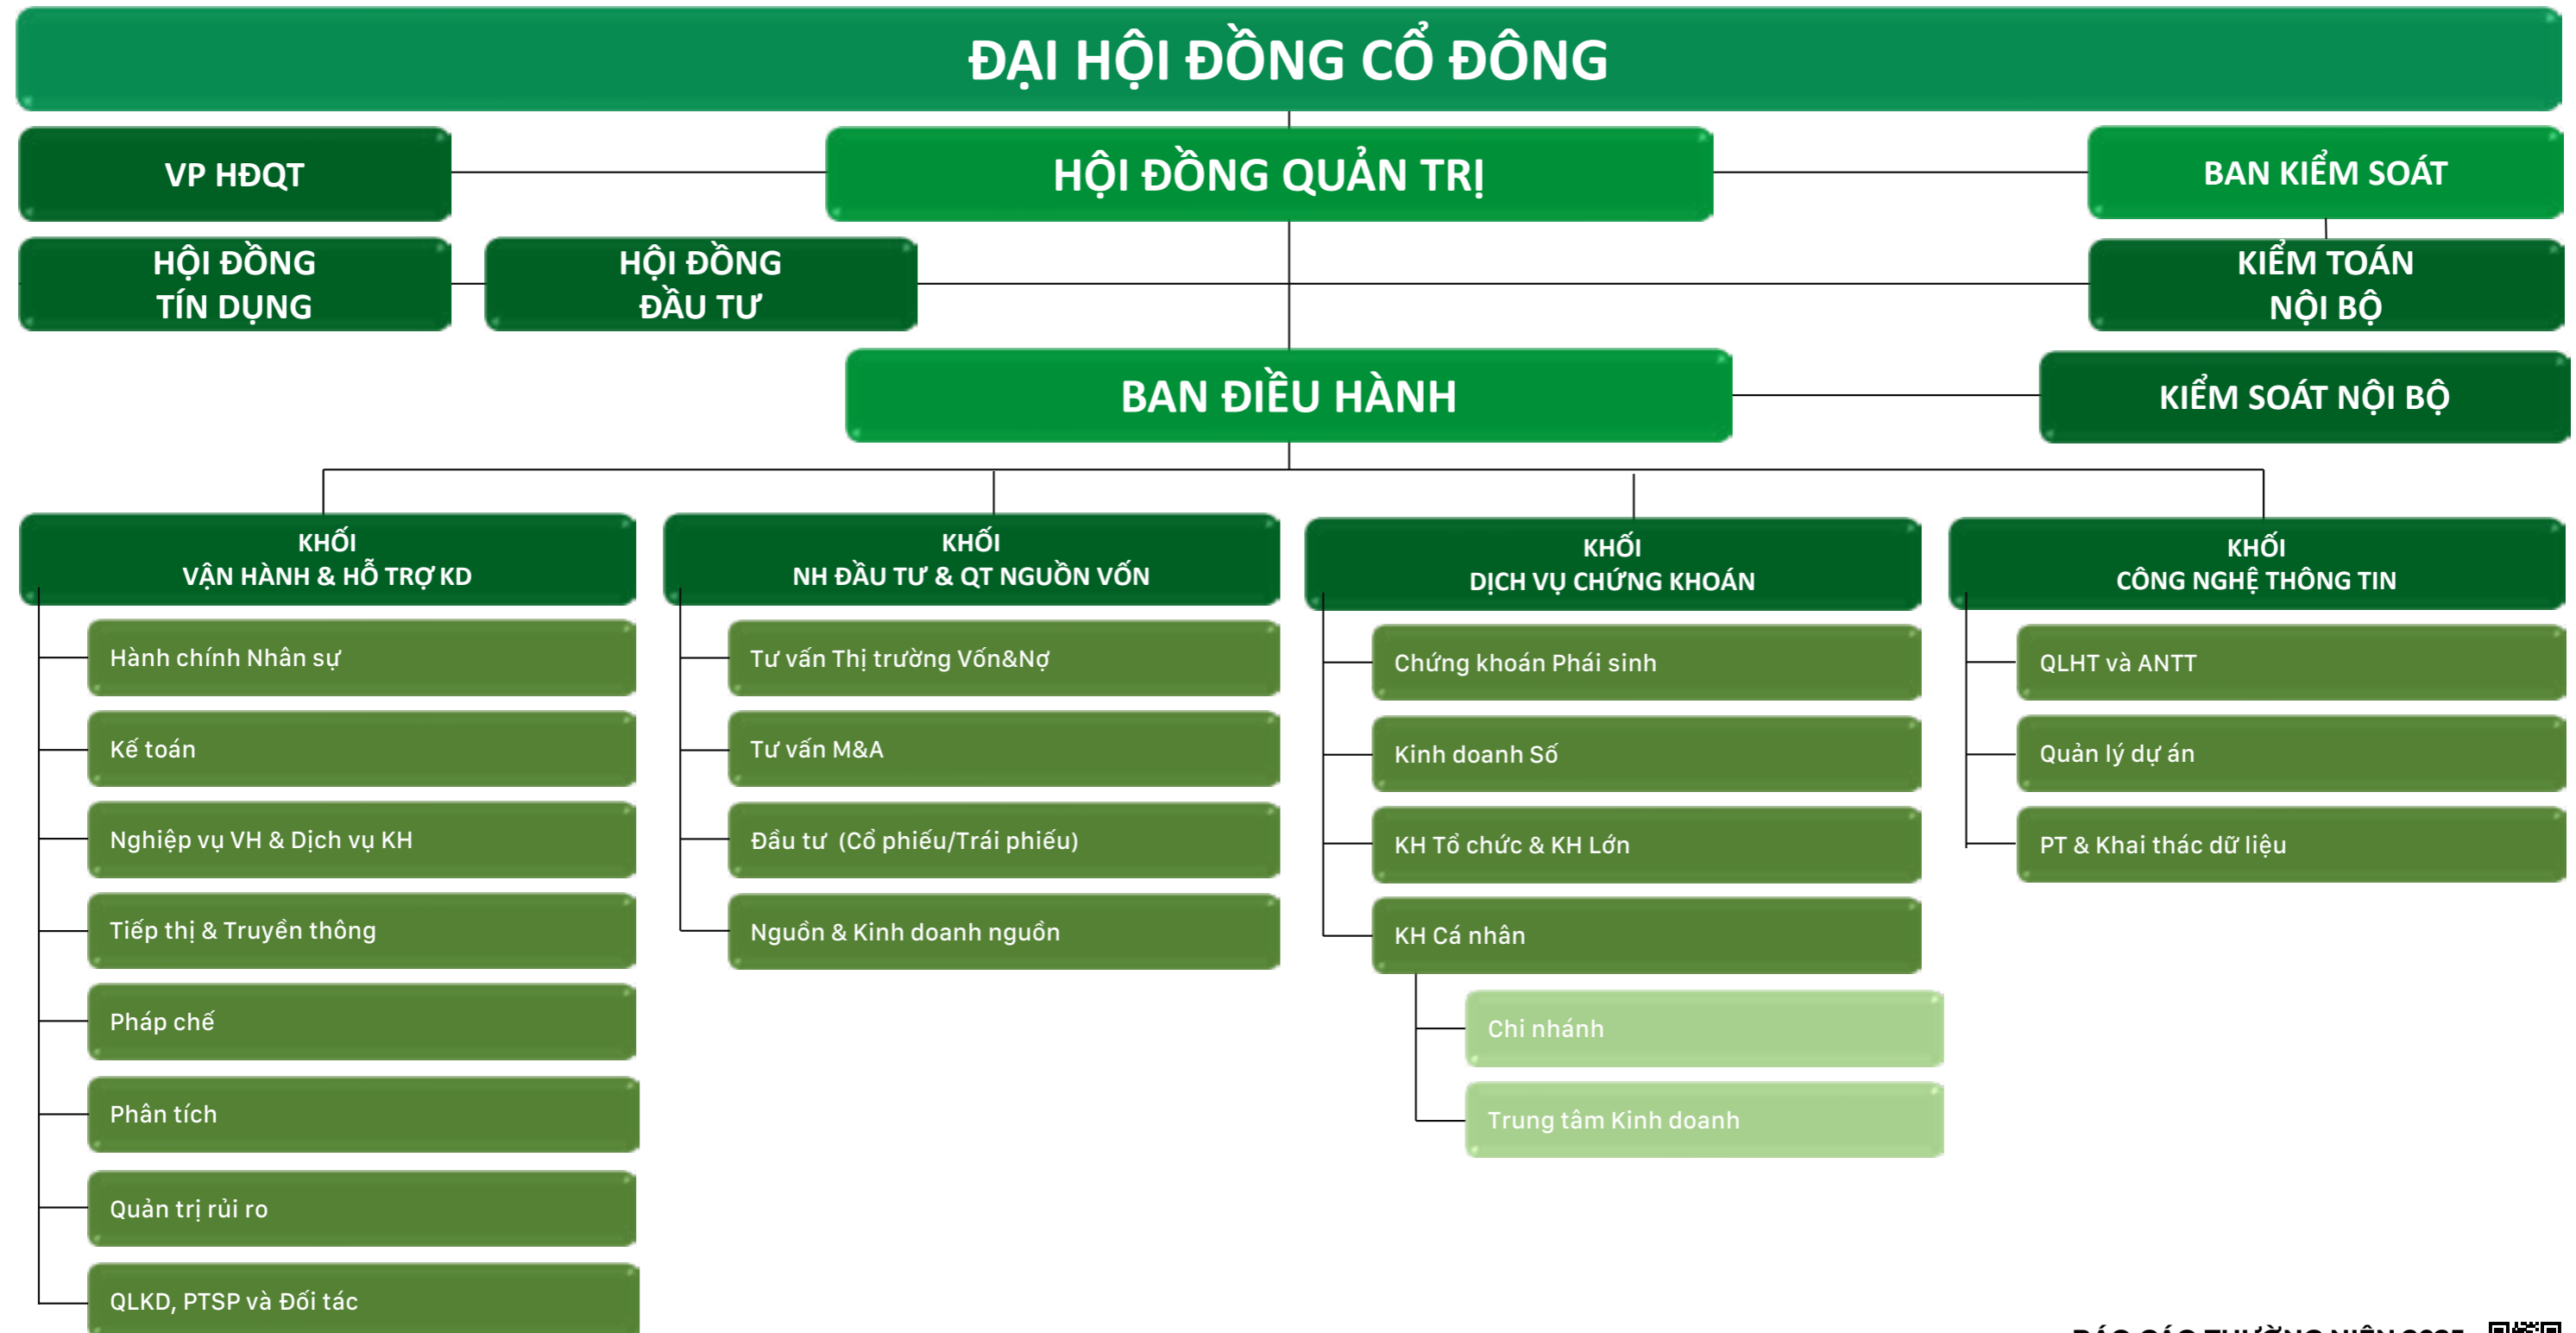 ĐẠI HỘI ĐỒNG CỔ ĐÔNG
VP HĐQT
HỘI ĐỒNG QUẢN TRỊ
BAN KIỂM SOÁT
HỘI ĐỒNG
TÍN DỤNG
HỘI ĐỒNG
ĐẦU TƯ
KIỂM TOÁN
NỘI BỘ
BAN ĐIỀU HÀNH
KIỂM SOÁT NỘI BỘ
KHỐI
VẬN HÀNH & HỖ TRỢ KD
Hành chính Nhân sự
Kế toán
Nghiệp vụ VH & Dịch vụ KH
Tiếp thị & Truyền thông
Pháp chế
Phân tích
Quản trị rủi ro
QLKD, PTSP và Đối tác
KHỐI
NH ĐẦU TƯ & QT NGUỒN VỐN
Tư vấn Thị trường Vốn&Nợ
Tư vấn M&A
Đầu tư (Cổ phiếu/Trái phiếu)
Nguồn & Kinh doanh nguồn
KHỐI
DỊCH VỤ CHỨNG KHOÁN
Chứng khoán Phái sinh
Kinh doanh Số
KH Tổ chức & KH Lớn
KH Cá nhân
Chi nhánh
Trung tâm Kinh doanh
KHỐI
CÔNG NGHỆ THÔNG TIN
QLHT và ANTT
Quản lý dự án
PT & Khai thác dữ liệu
BÁO CÁO THƯỜNG NIÊN